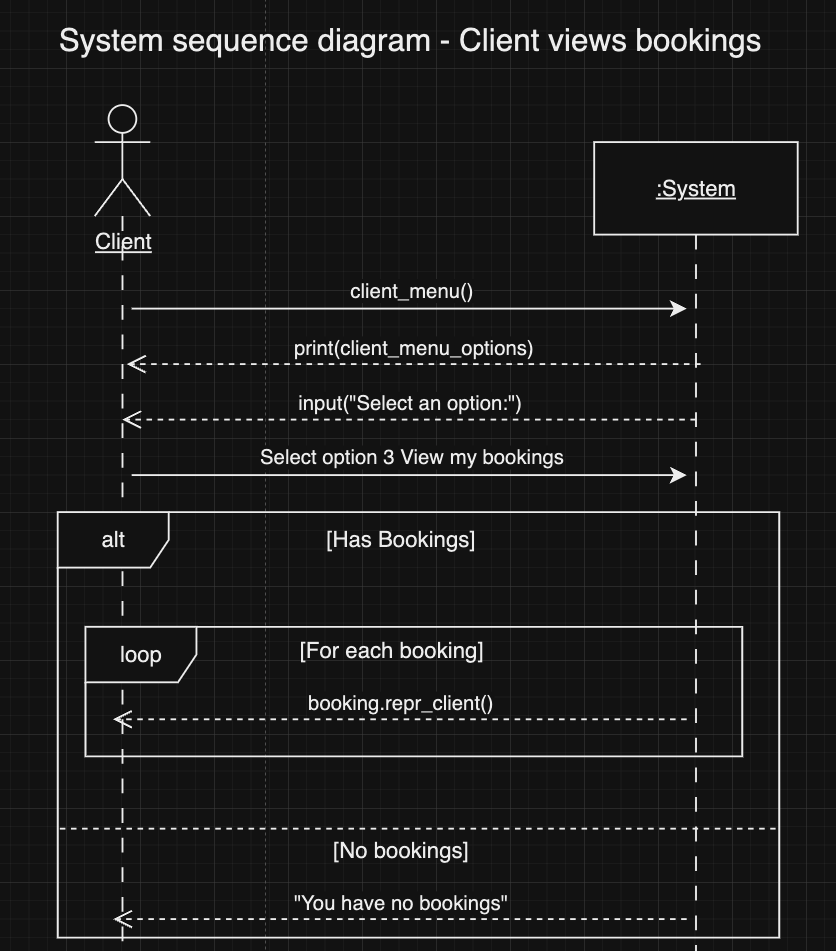 System sequence diagram - Client views bookings
:System
Client
client_menu()
print(client_menu_options)
input("Select an option:")
Select option 3 View my bookings
alt
[Has Bookings]
loop
[For each booking]
booking.repr_client()
[No bookings]
"You have no bookings"